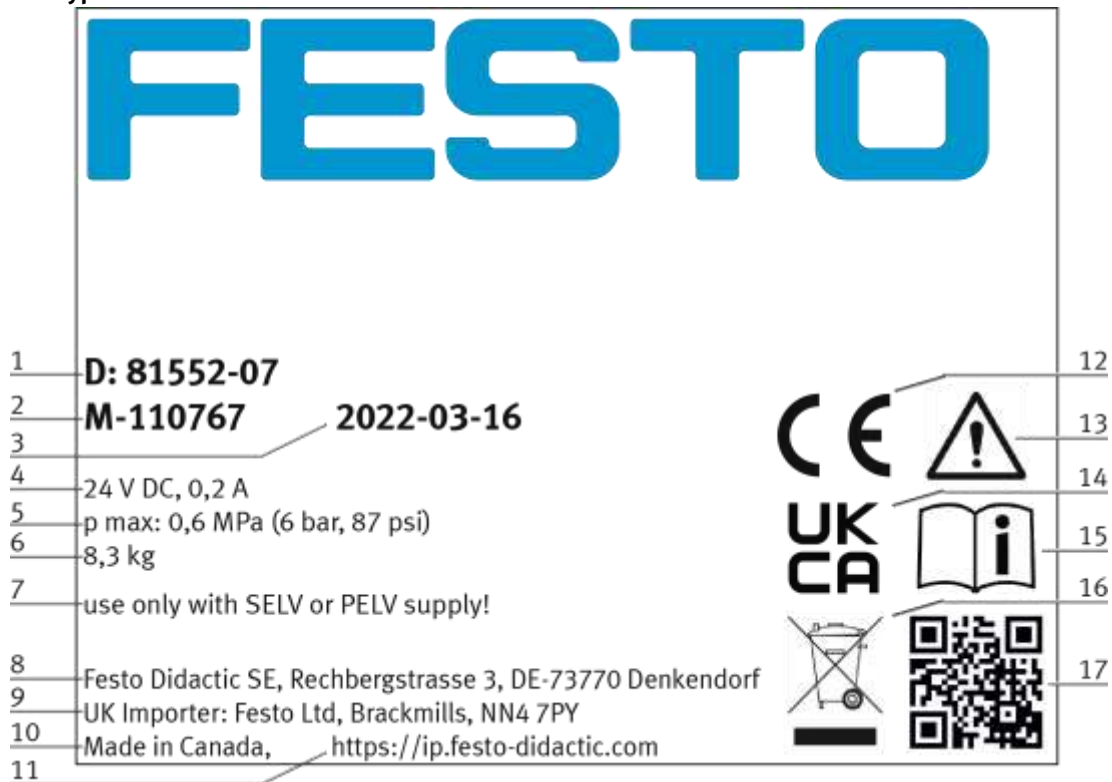 FESTO
1 D: 81552-07 12
2 M-110767 2022-03-16 13
3
4 24 V DC, 0,2 A 14
5 p max: 0,6 MPa (6 bar, 87 psi) 15
6 8,3 kg
7 use only with SELV or PELV supply! 16
8 Festo Didactic SE, Rechbergstrasse 3, DE-73770 Denkendorf 17
9 UK Importer: Festo Ltd, Brackmills, NN4 7PY
10 Made in Canada, https://ip.festo-didactic.com
11
CE
UK
CA
i